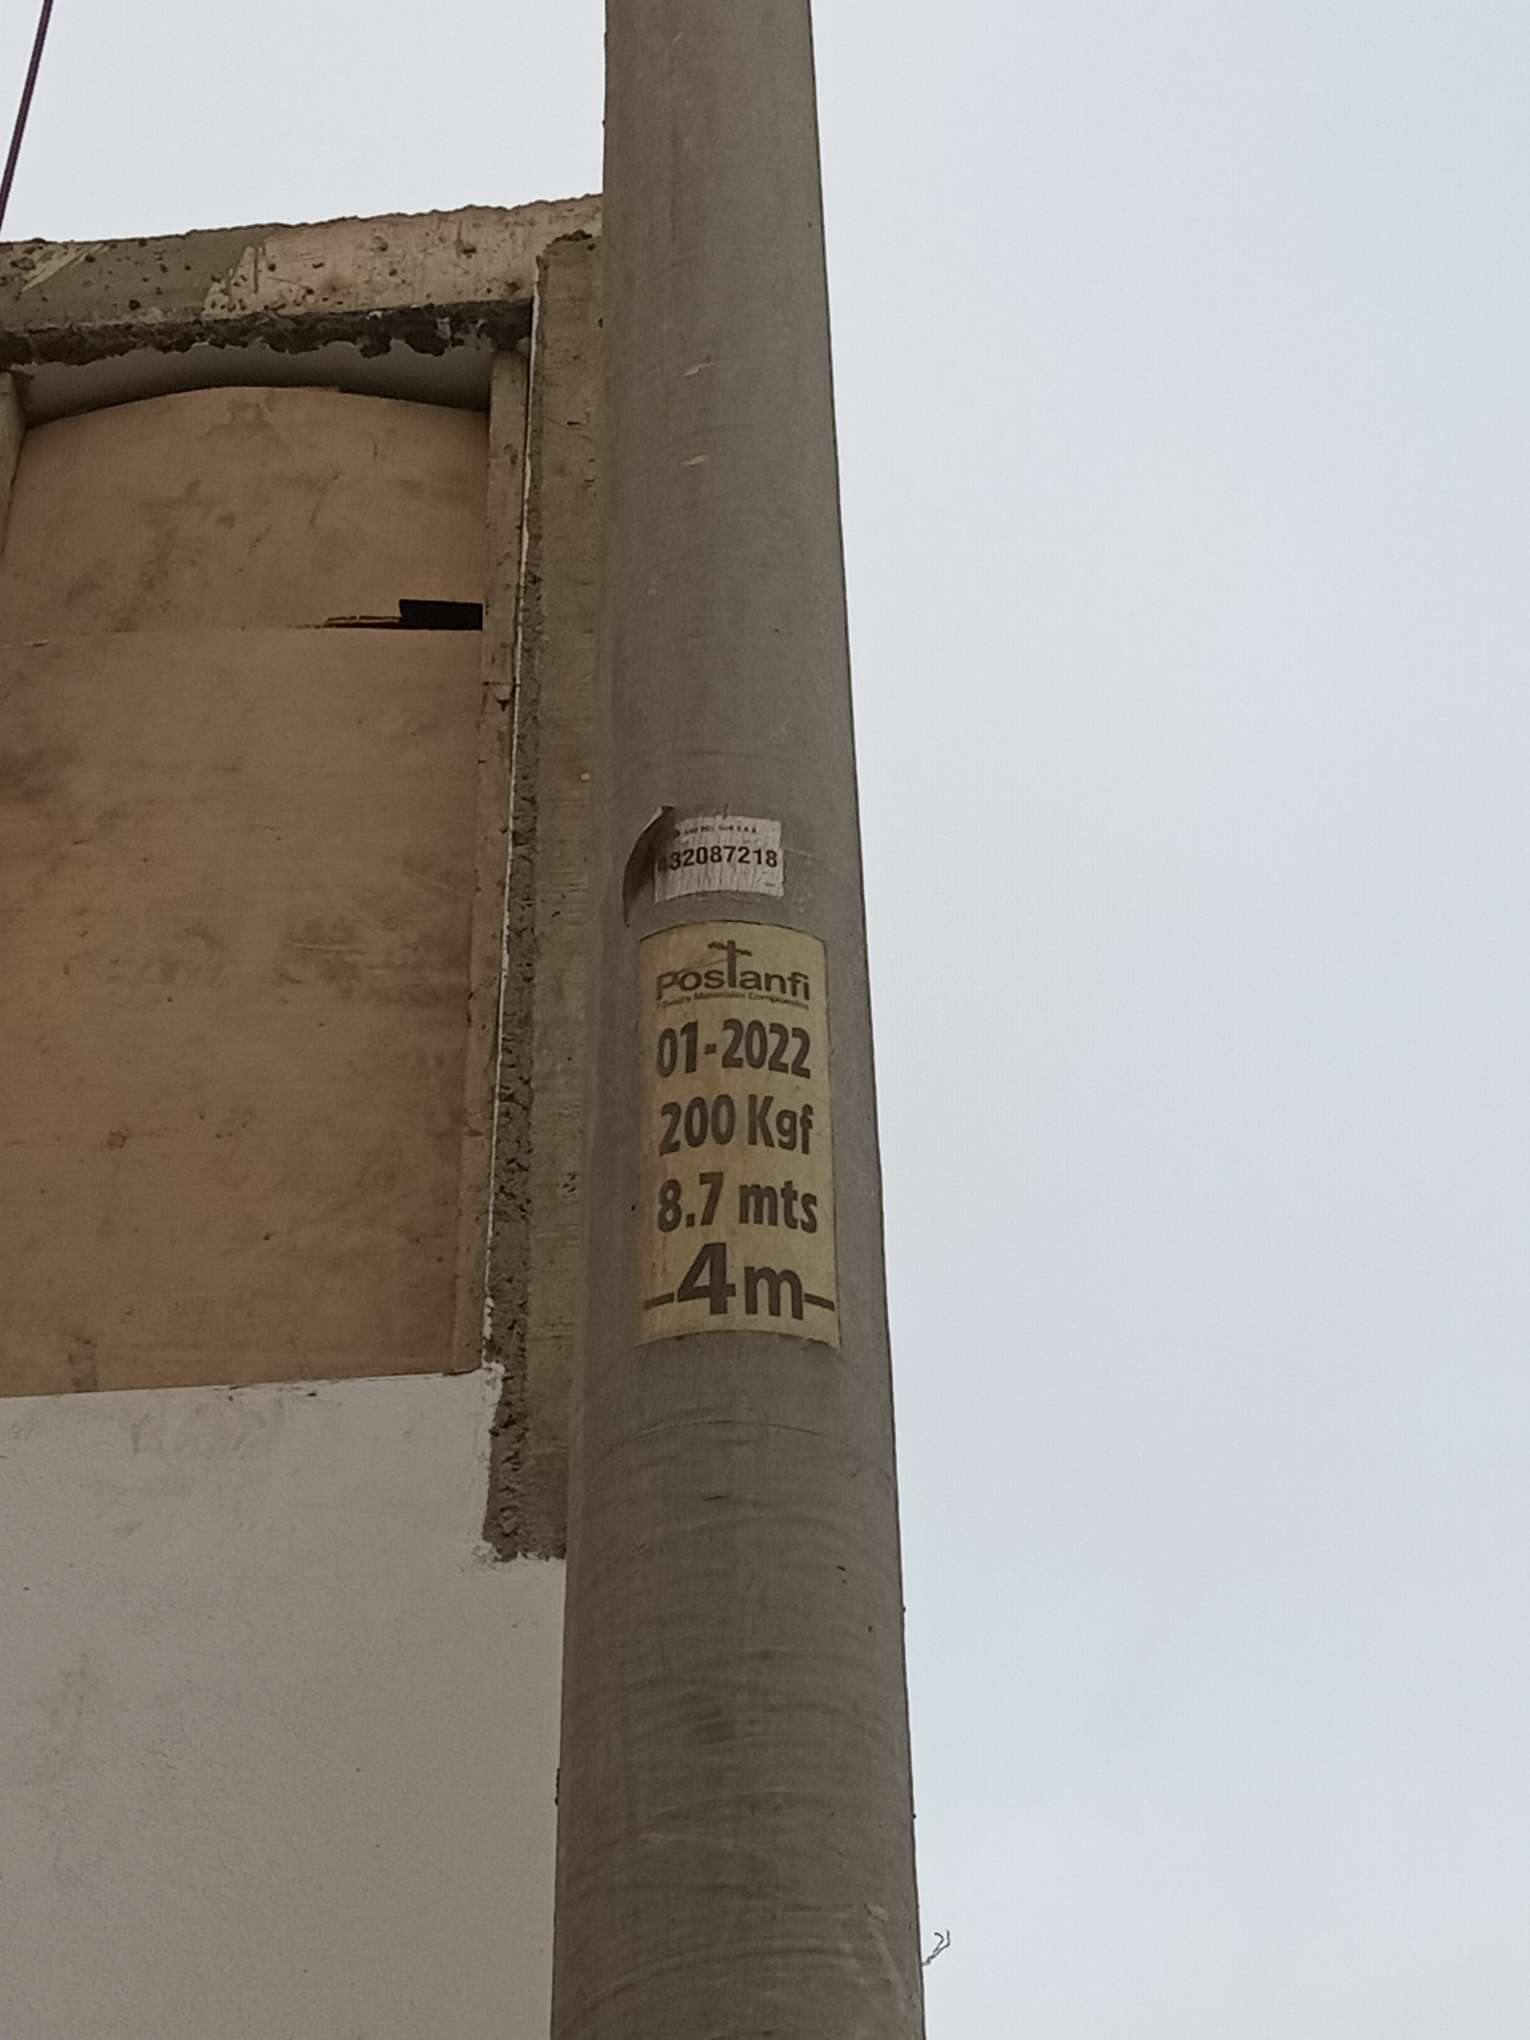 32087218
Postanfi
01-2022
200 Kgf
8.7 mts
-4m-